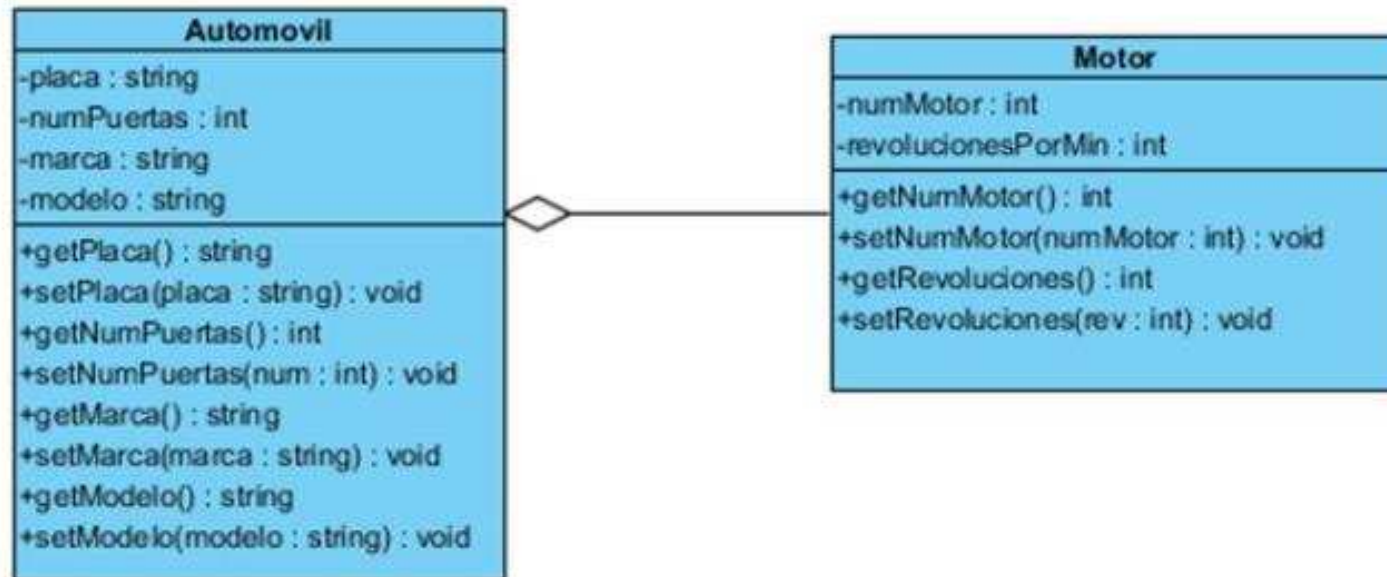 Automovil
-placa : string
-numPuertas : int
-marca : string
-modelo : string
+getPlaca() : string
+setPlaca(placa : string) : void
+getNumPuertas() : int
+setNumPuertas(num : int) : void
+getMarca() : string
+setMarca(marca : string) : void
+getModelo() : string
+setModelo(modelo : string) : void
Motor
-numMotor : int
-revolucionesPorMin : int
+getNumMotor() : int
+setNumMotor(numMotor : int) : void
+getRevoluciones() : int
+setRevoluciones(rev : int) : void